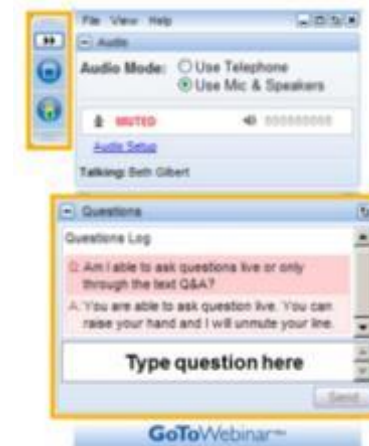 File View Help
Audio
Audio Mode: Use Telephone
Use Mic & Speakers
MUTED
Audio Setup
Talking: Beth Gilbert
Questions
Questions Log
Q: Am I able to ask questions live or only
through the text Q&A?
A: You are able to ask question live. You can
raise your hand and I will unmute your line.
Type question here
Send
GoToWebinar